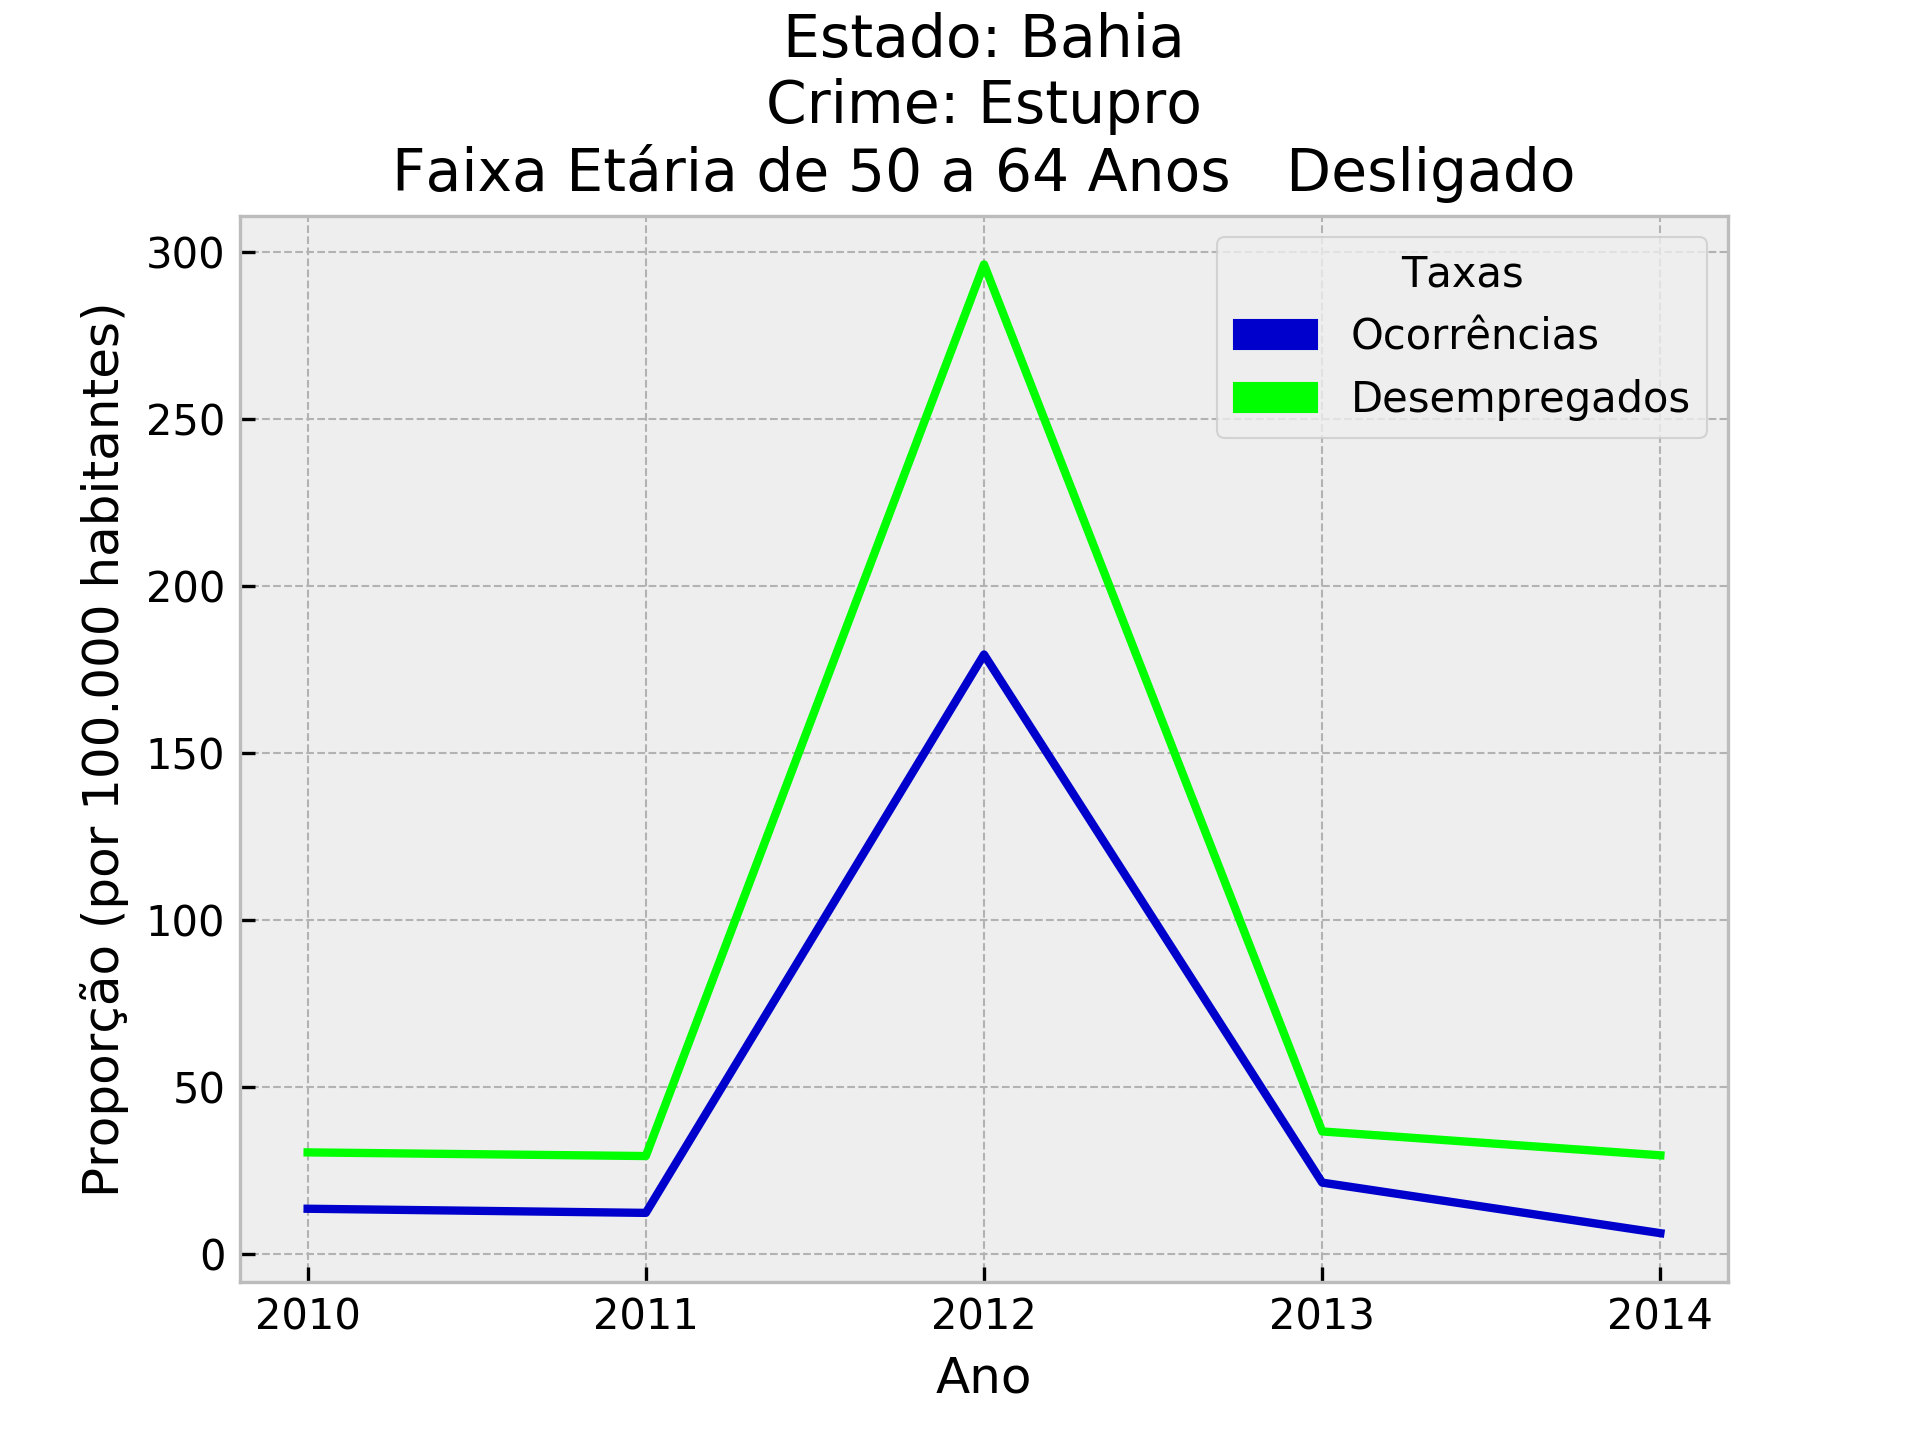 Estado: Bahia
Crime: Estupro
Faixa Etária de 50 a 64 Anos   Desligado
Proporção (por 100.000 habitantes)
300
250
200
150
100
50
0
Taxas
Ocorrências
Desempregados
2010 2011 2012 2013 2014
Ano